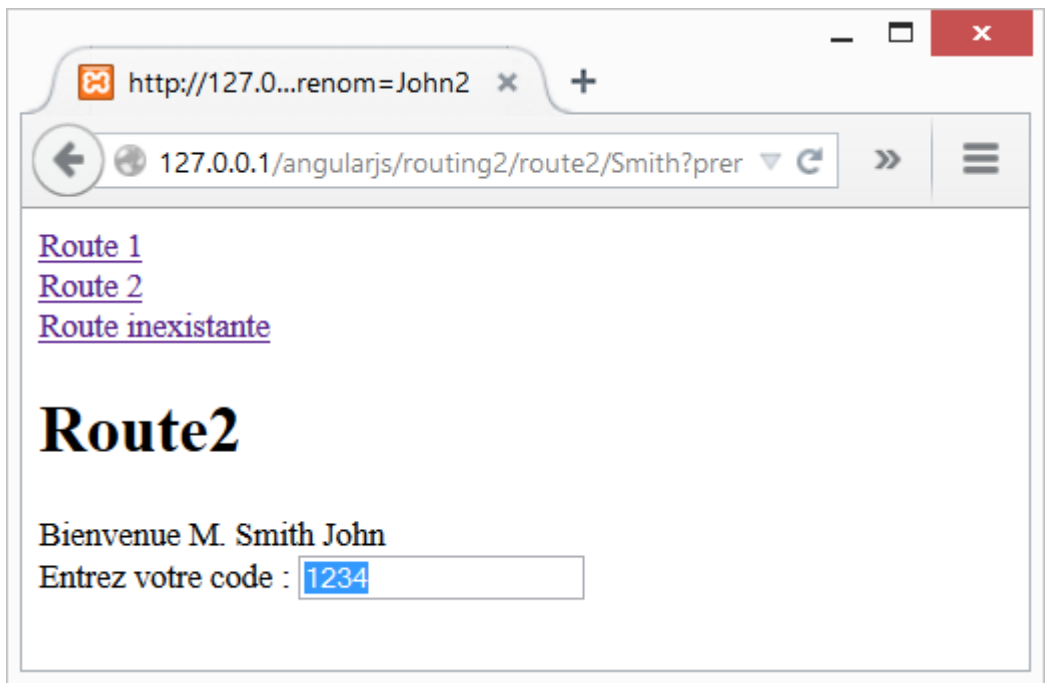 http://127.0...renom=John2
127.0.0.1/angularjs/routing2/route2/Smith?prer
Route 1
Route 2
Route inexistante
Route2
Bienvenue M. Smith John
Entrez votre code : 1234